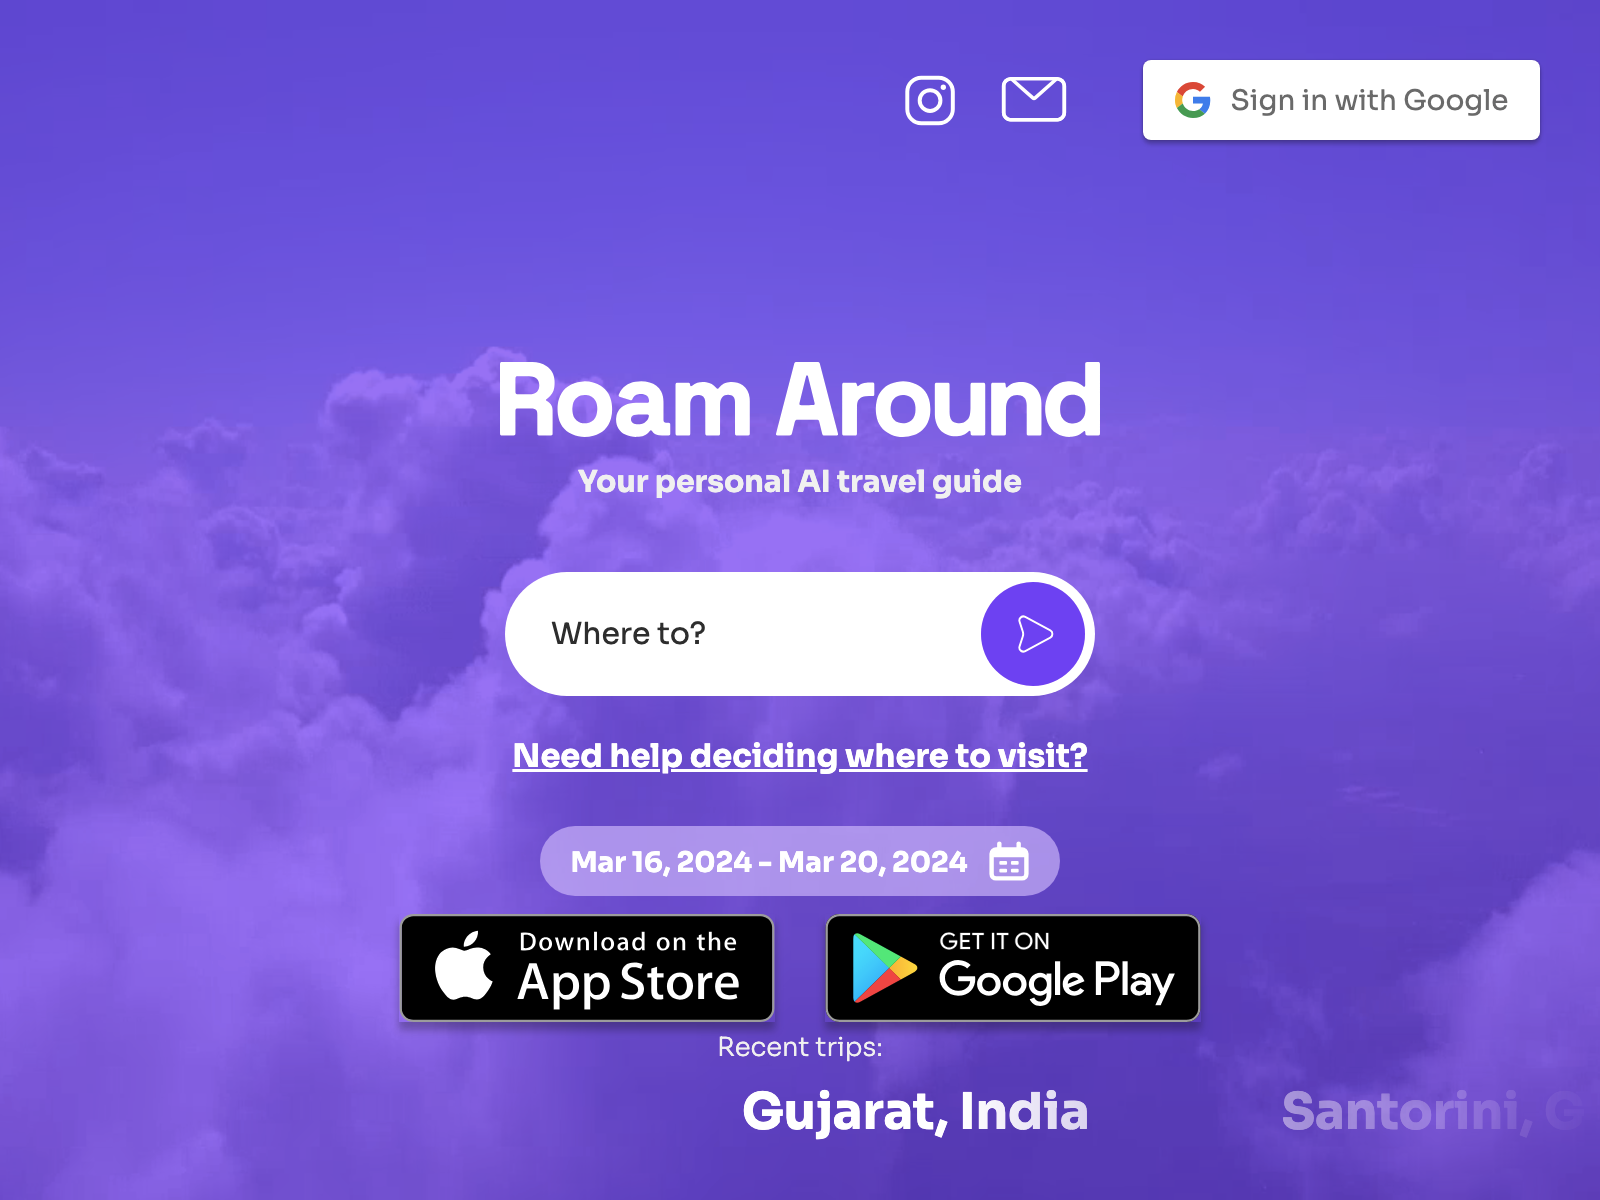 Sign in with Google
Roam Around
Your personal AI travel guide
Where to?
Need help deciding where to visit?
Mar 16, 2024 - Mar 20, 2024
Download on the
App Store
GET IT ON
Google Play
Recent trips:
Gujarat, India
Santorini, G